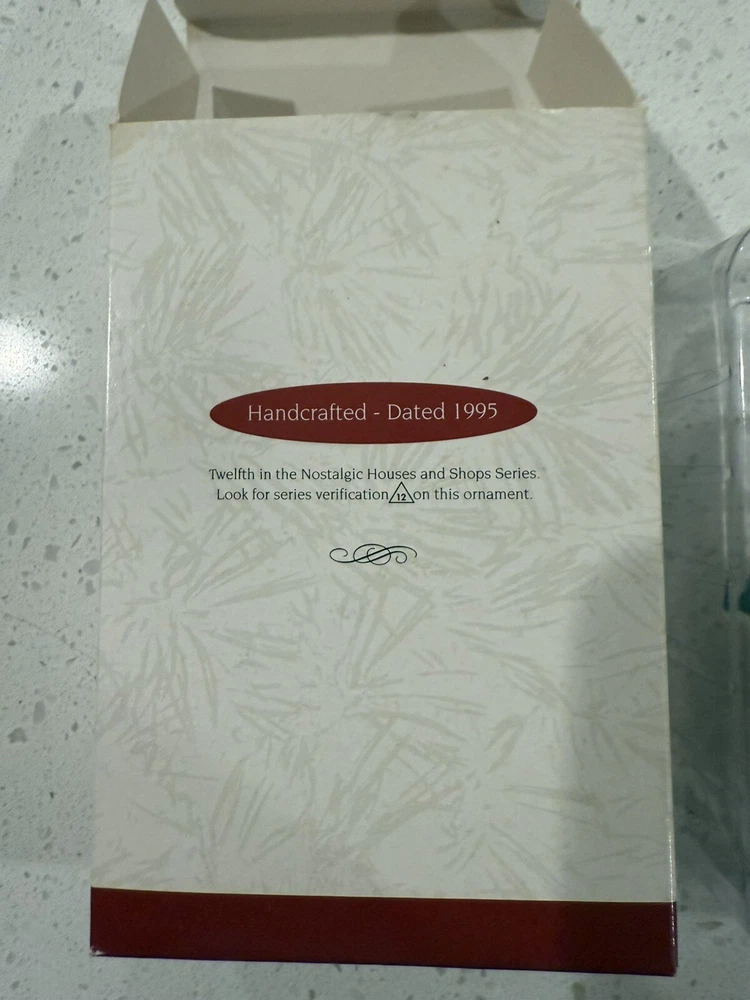 Handcrafted - Dated 1995
Twelfth in the Nostalgic Houses and Shops Series.
Look for series verification 12 on this ornament.